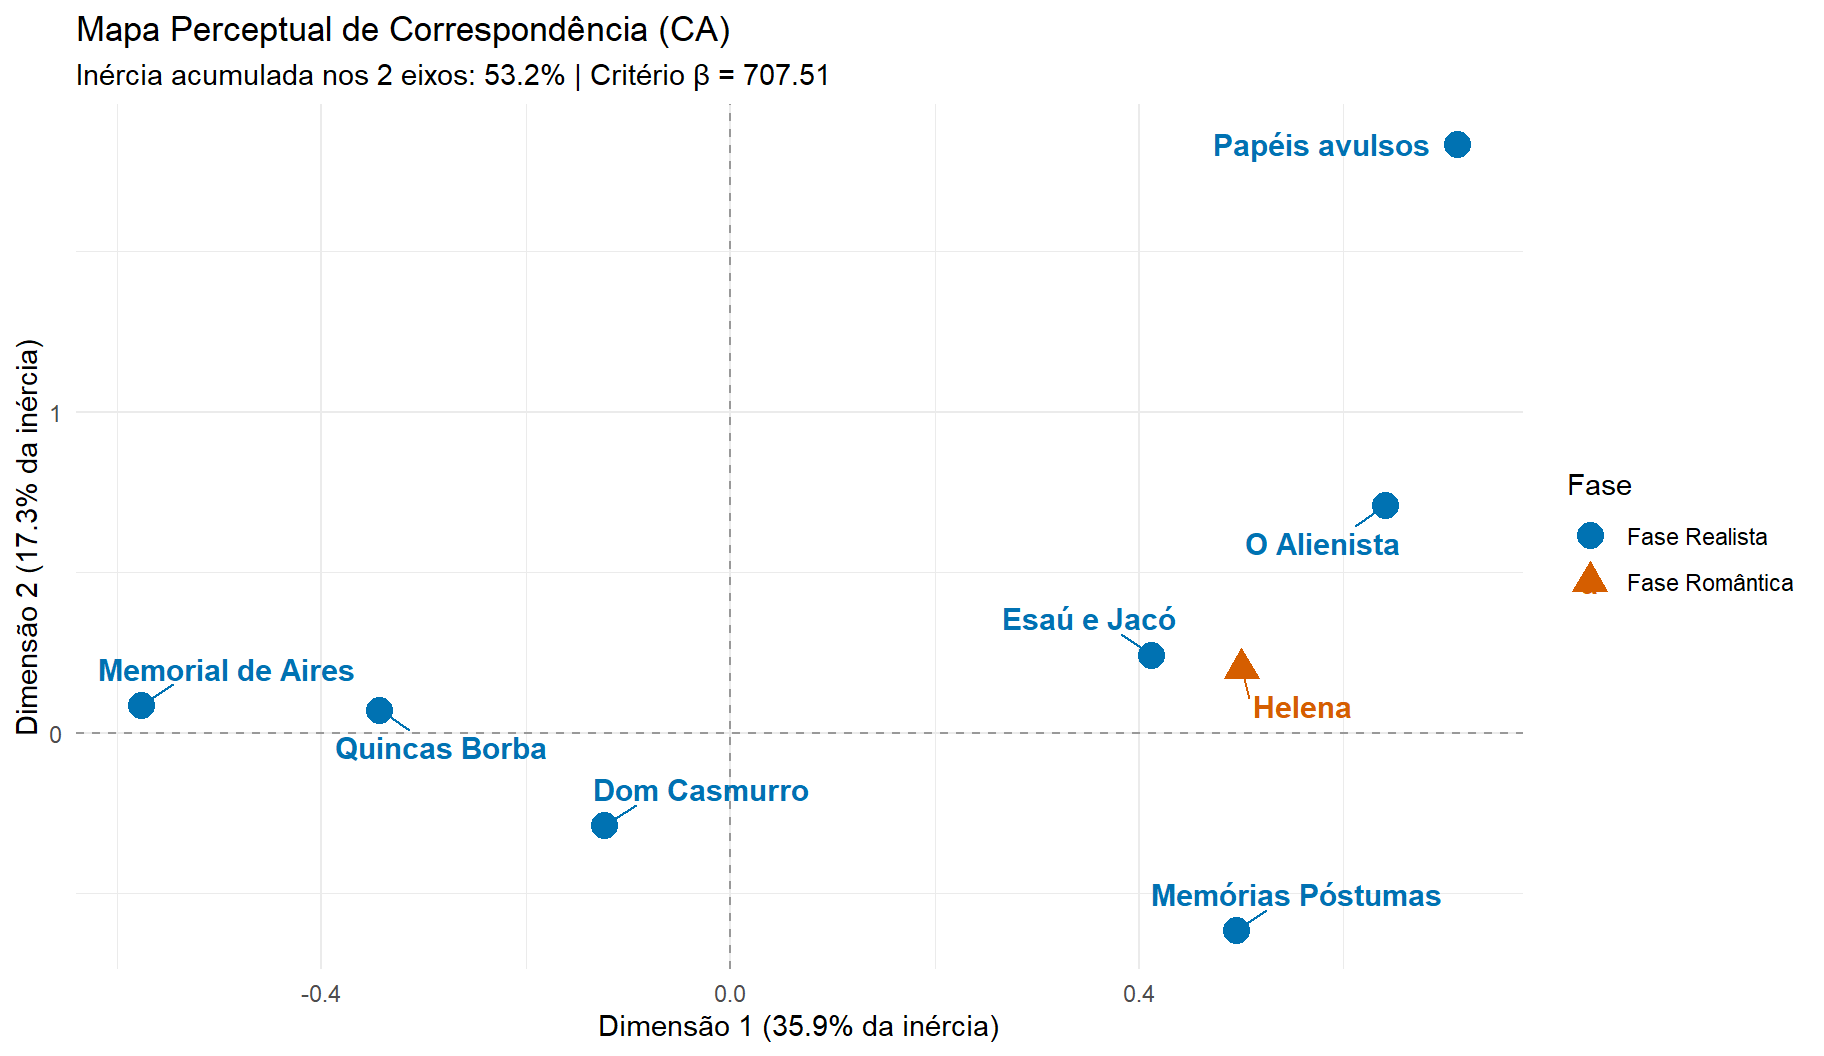 Mapa Perceptual de Correspondência (CA)
Inércia acumulada nos 2 eixos: 53.2% | Critério β = 707.51
Papéis avulsos
O Alienista
Esaú e Jacó
Helena
Memorial de Aires
Quincas Borba
Dom Casmurro
Memórias Póstumas
Dimensão 2 (17.3% da inércia)
1
0
-0.4
0.0
0.4
Dimensão 1 (35.9% da inércia)
Fase
Fase Realista
Fase Romântica